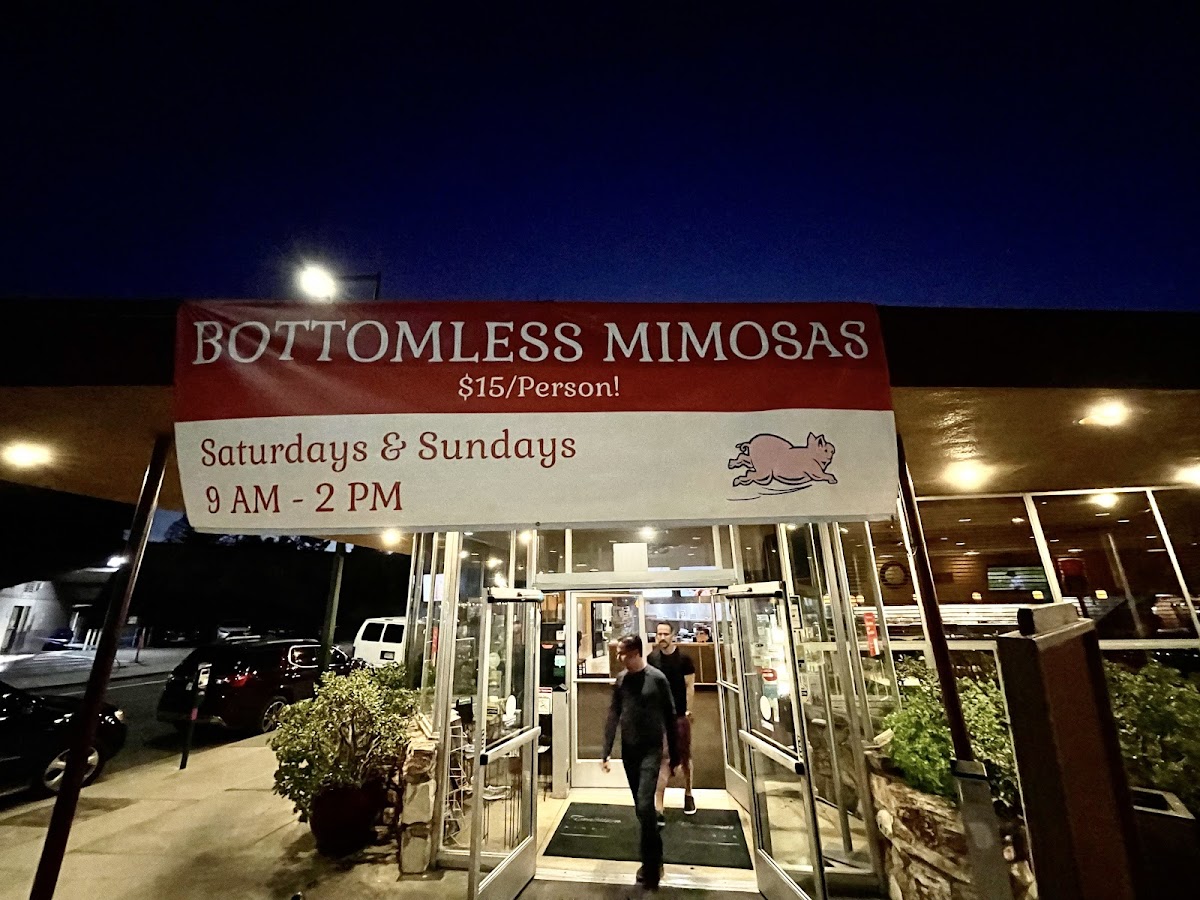 BOTTOMLESS MIMOSAS
$15/Person!
Saturdays & Sundays
9 AM - 2 PM